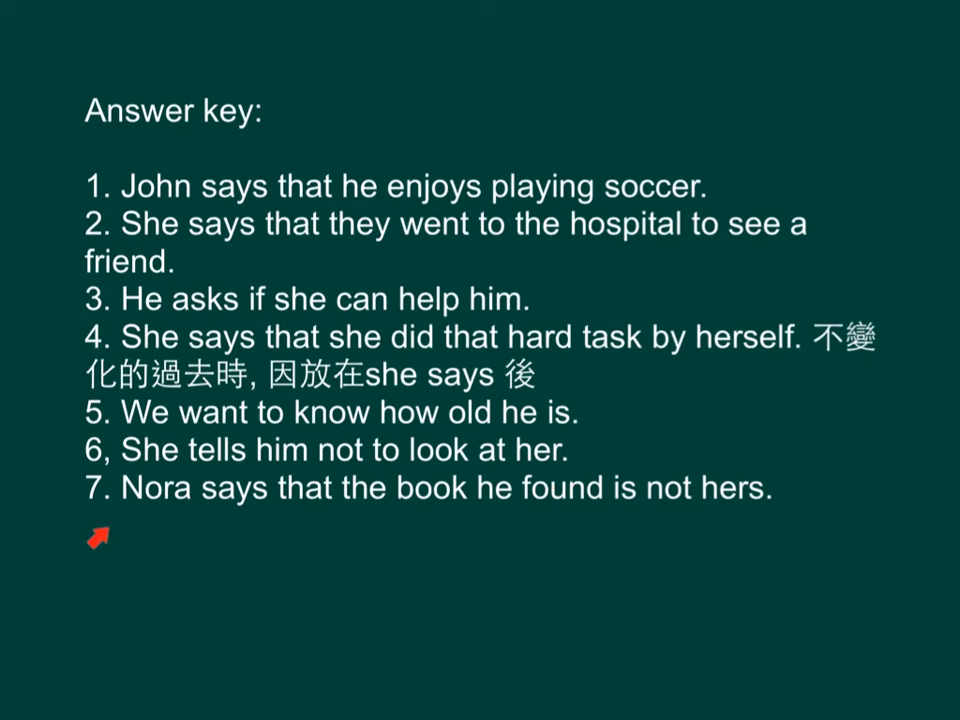 Answer key:
1. John says that he enjoys playing soccer.
2. She says that they went to the hospital to see a
friend.
3. He asks if she can help him.
4. She says that she did that hard task by herself. 不變
化的過去時, 因放在she says 後
5. We want to know how old he is.
6, She tells him not to look at her.
7. Nora says that the book he found is not hers.